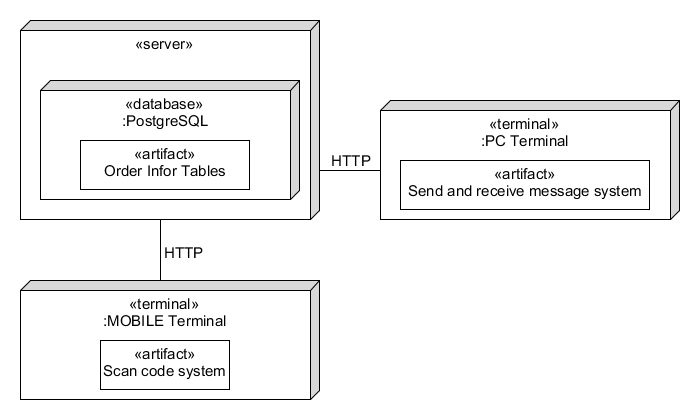 «server»
«database»
:PostgreSQL
«artifact»
Order Infor Tables
HTTP
«terminal»
:PC Terminal
«artifact»
Send and receive message system
HTTP
«terminal»
:MOBILE Terminal
«artifact»
Scan code system